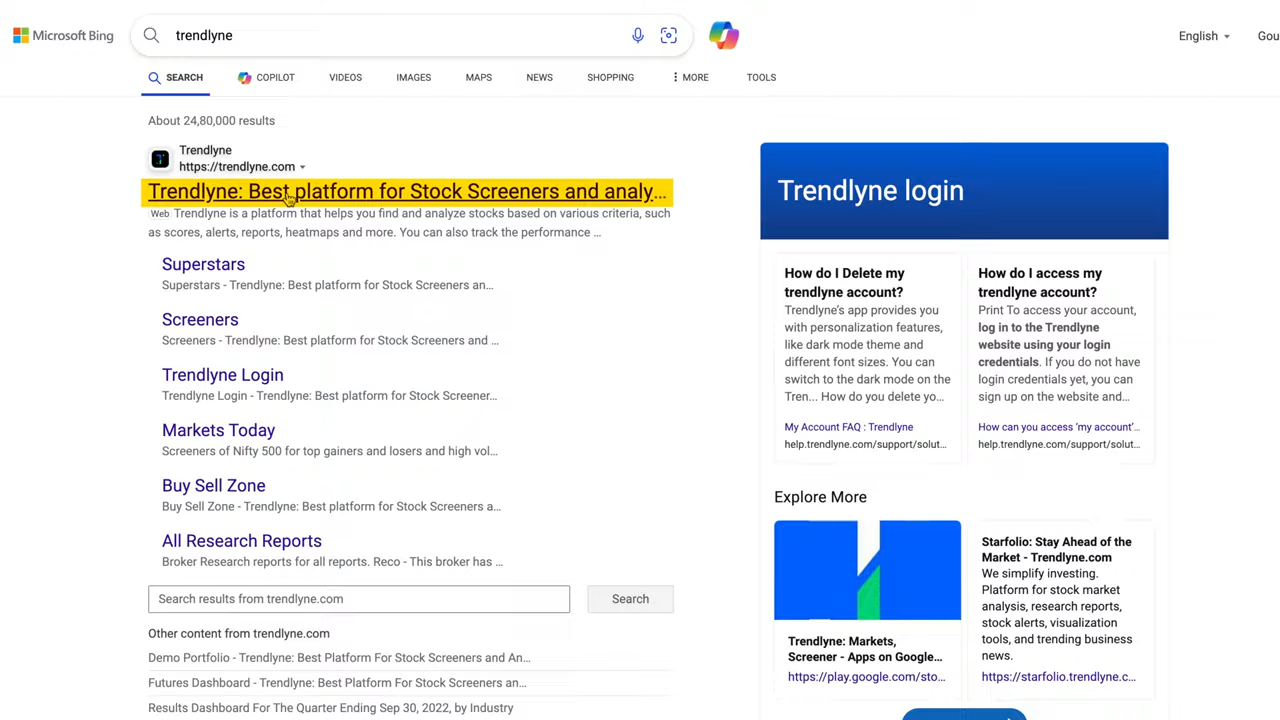 Microsoft Bing
trendlyne
English
Gou
SEARCH
COPILOT
VIDEOS
IMAGES
MAPS
NEWS
SHOPPING
MORE
TOOLS
About 24,80,000 results
Trendlyne
https://trendlyne.com
Trendlyne: Best platform for Stock Screeners and analy...
Web Trendlyne is a platform that helps you find and analyze stocks based on various criteria, such
as scores, alerts, reports, heatmaps and more. You can also track the performance ...
Superstars
Superstars - Trendlyne: Best platform for Stock Screeners an...
Screeners
Screeners - Trendlyne: Best platform for Stock Screeners and ...
Trendlyne Login
Trendlyne Login - Trendlyne: Best platform for Stock Screener...
Markets Today
Screeners of Nifty 500 for top gainers and losers and high vol...
Buy Sell Zone
Buy Sell Zone - Trendlyne: Best platform for Stock Screeners a...
All Research Reports
Broker Research reports for all reports. Reco - This broker has ...
Search results from trendlyne.com
Search
Other content from trendlyne.com
Demo Portfolio - Trendlyne: Best Platform For Stock Screeners and An...
Futures Dashboard - Trendlyne: Best Platform For Stock Screeners an...
Results Dashboard For The Quarter Ending Sep 30, 2022, by Industry
Trendlyne login
How do I Delete my
trendlyne account?
Trendlyne's app provides you
with personalization features,
like dark mode theme and
different font sizes. You can
switch to the dark mode on the
Tren... How do you delete yo...
My Account FAQ : Trendlyne
help.trendlyne.com/support/solut...
How do I access my
trendlyne account?
Print To access your account,
log in to the Trendlyne
website using your login
credentials. If you do not have
login credentials yet, you can
sign up on the website and...
How can you access 'my account'...
help.trendlyne.com/support/solut...
Explore More
Trendlyne: Markets,
Screener - Apps on Google...
https://play.google.com/sto...
Starfolio: Stay Ahead of the
Market - Trendlyne.com
We simplify investing.
Platform for stock market
analysis, research reports,
stock alerts, visualization
tools, and trending business
news.
https://starfolio.trendlyne.c...